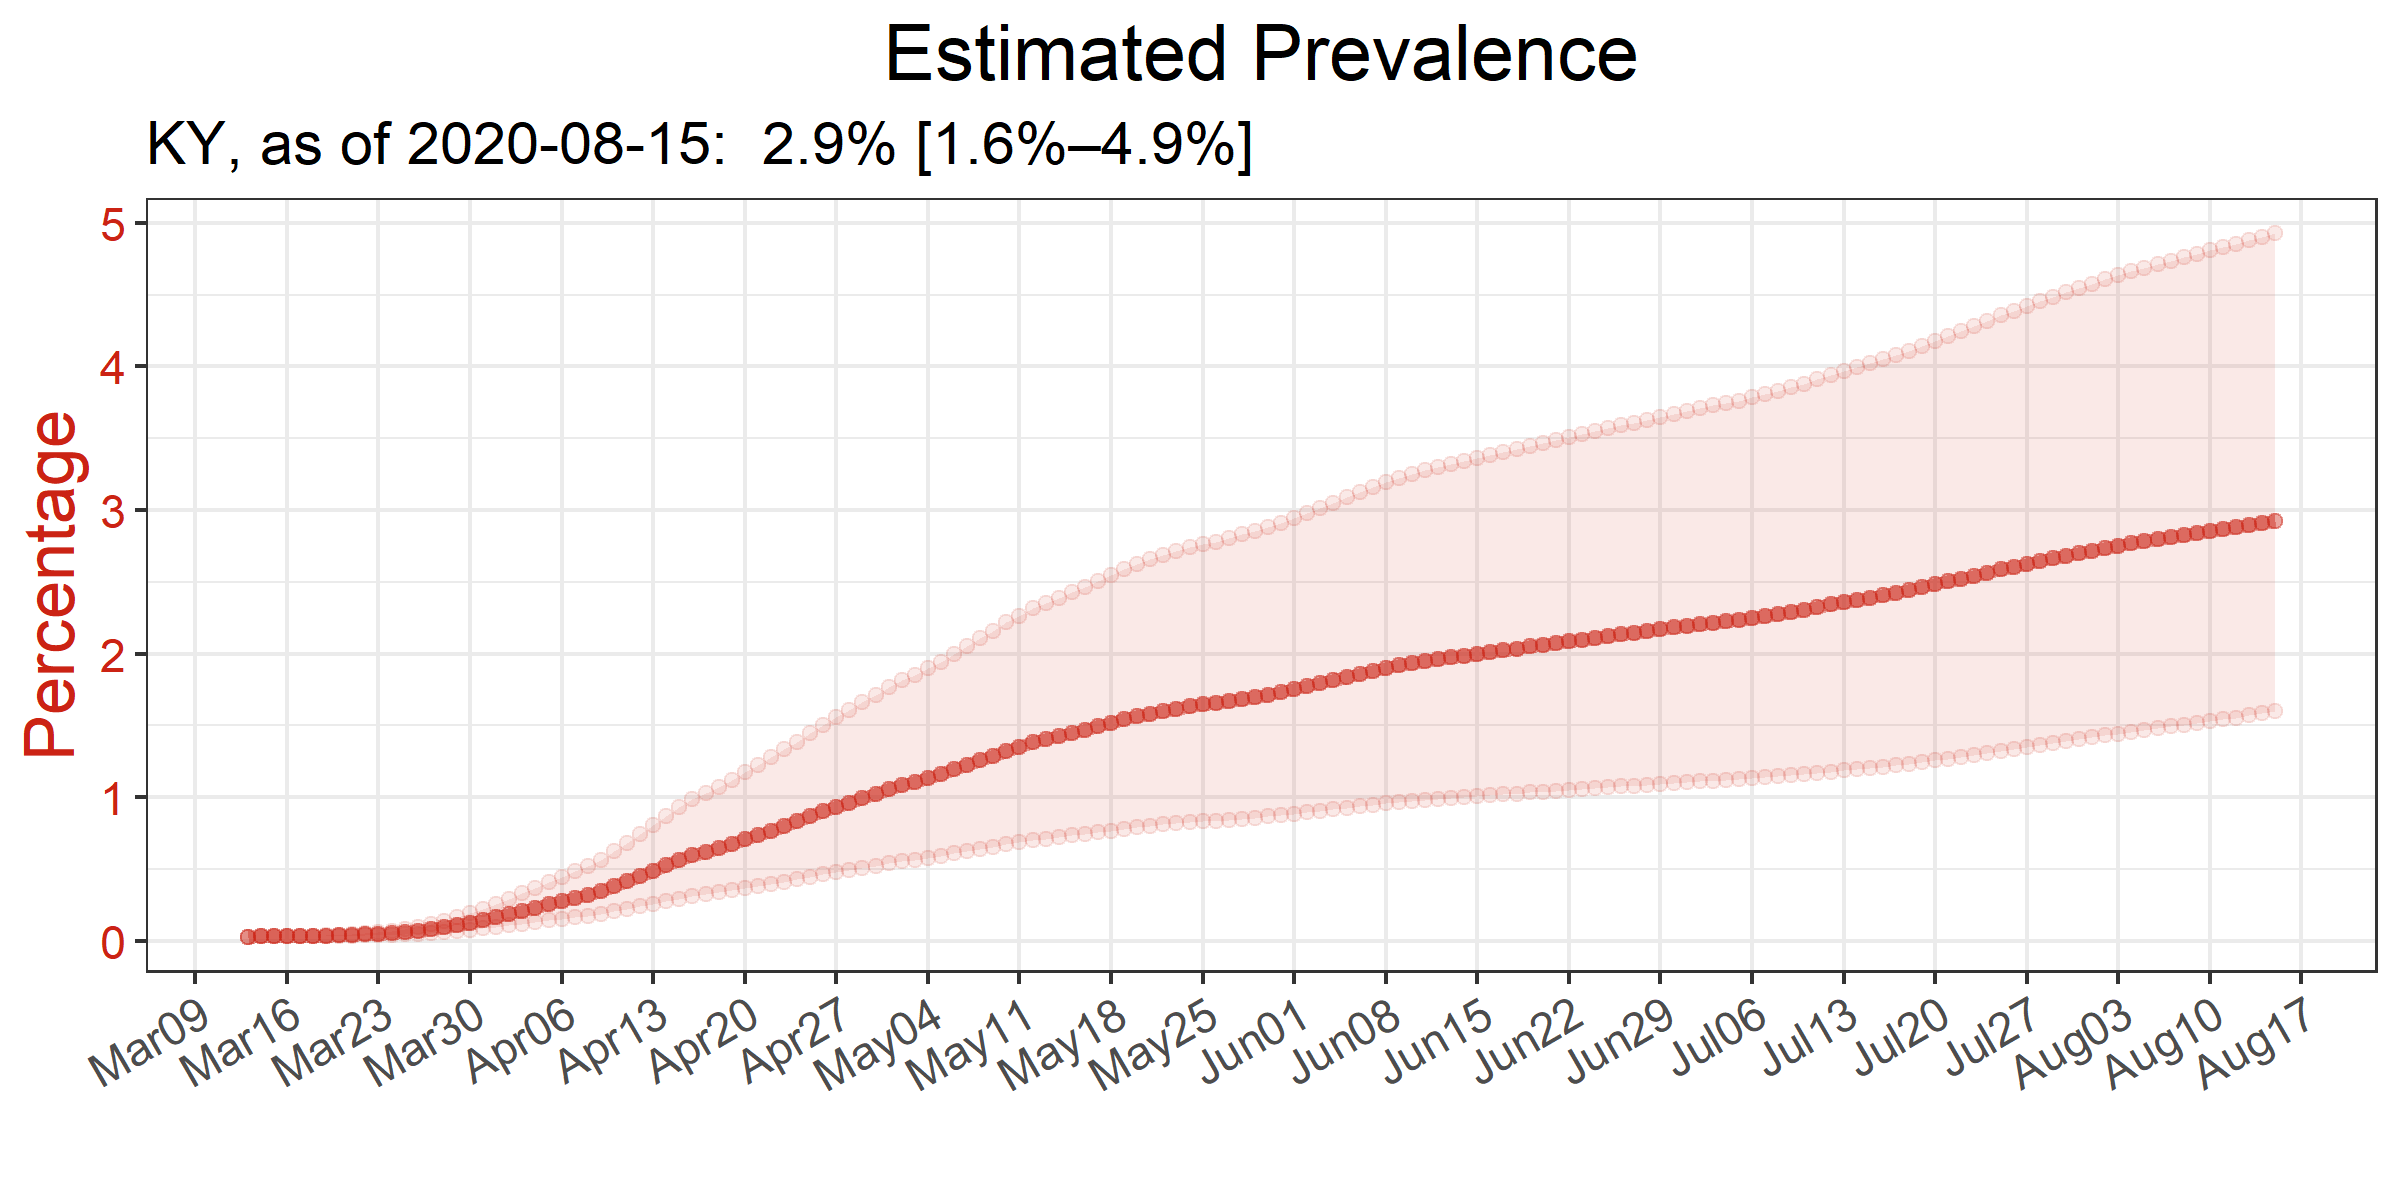 Estimated Prevalence
KY, as of 2020-08-15:  2.9% [1.6%–4.9%]
Percentage
5
4
3
2
1
0
Mar09 Mar16 Mar23 Mar30 Apr06 Apr13 Apr20 Apr27 May04 May11 May18 May25 Jun01 Jun08 Jun15 Jun22 Jun29 Jul06 Jul13 Jul20 Jul27 Aug03 Aug10 Aug17